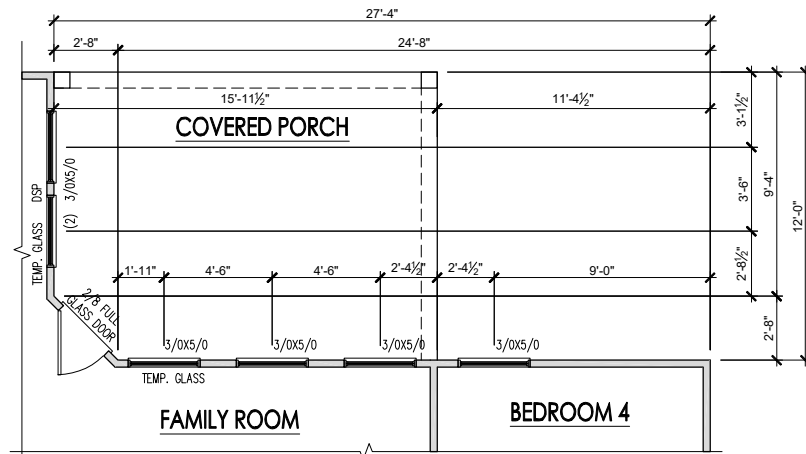 27'-4"
2'-8" 24'-8"
15'-11½" 11'-4½"
COVERED PORCH
3'-1½"
3'-6"
9'-4"
12'-0"
2'-8½"
2'-8"
TEMP. GLASS DSP
(2) 3/0X5/0
1'-11" 4'-6" 4'-6" 2'-4½" 2'-4½" 9'-0"
2/8 FULL
GLASS DOOR
3/0X5/0 3/0X5/0 3/0X5/0 3/0X5/0
TEMP. GLASS
FAMILY ROOM
BEDROOM 4